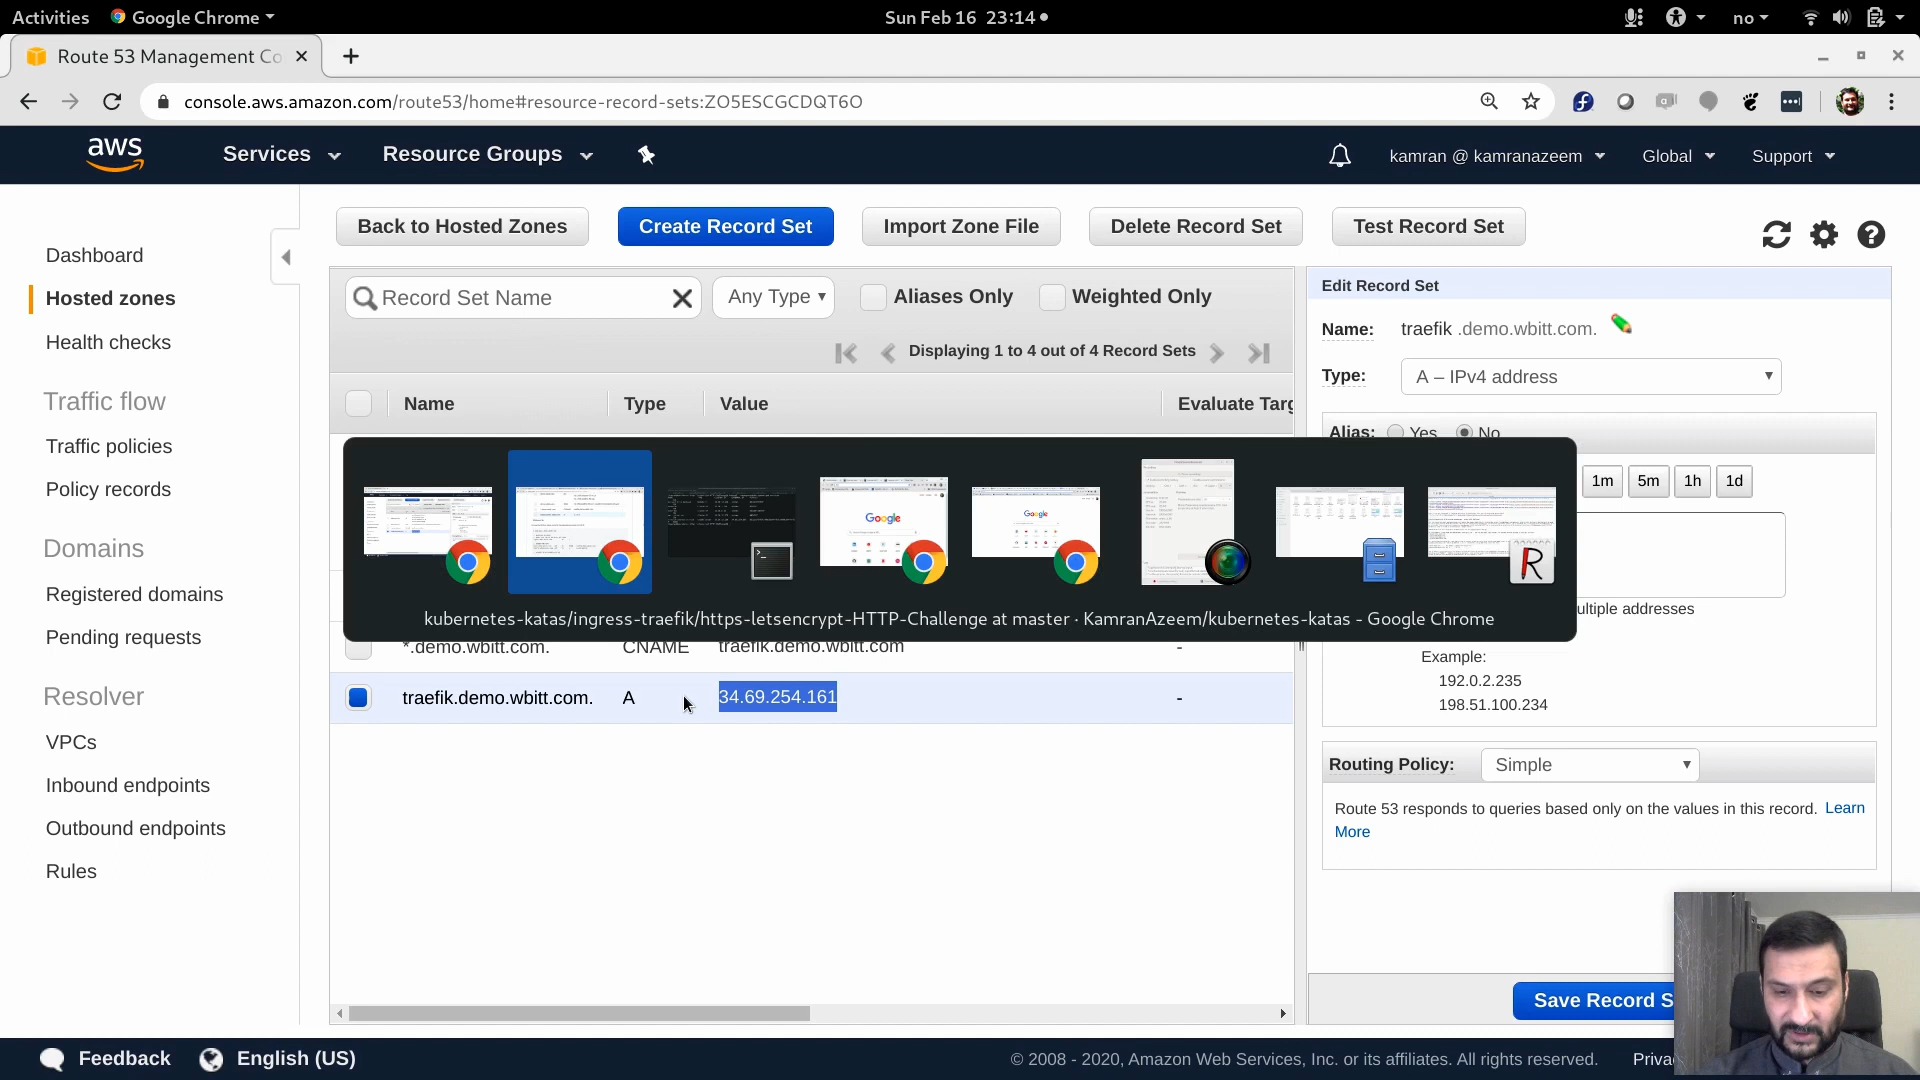 Activities Google Chrome Sun Feb 16 23:14 no
Route 53 Management Co
console.aws.amazon.com/route53/home#resource-record-sets:ZO5ESCGCDQT6O
aws Services Resource Groups kamran @ kamranazeem Global Support
Back to Hosted Zones Create Record Set Import Zone File Delete Record Set Test Record Set
Dashboard
Hosted zones
Health checks
Traffic flow
Traffic policies
Policy records
Domains
Registered domains
Pending requests
Resolver
VPCs
Inbound endpoints
Outbound endpoints
Rules
Record Set Name Any Type Aliases Only Weighted Only
Displaying 1 to 4 out of 4 Record Sets
Name Type Value Evaluate Targ
Google
Google
R
kubernetes-katas/ingress-traefik/https-letsencrypt-HTTP-Challenge at master · KamranAzeem/kubernetes-katas - Google Chrome
*.demo.wbitt.com. CNAME traefik.demo.wbitt.com -
traefik.demo.wbitt.com. A 34.69.254.161 -
Edit Record Set
Name: traefik .demo.wbitt.com.
Type: A – IPv4 address
Alias: Yes No
1m 5m 1h 1d
ultiple addresses
Example:
192.0.2.235
198.51.100.234
Routing Policy: Simple
Route 53 responds to queries based only on the values in this record. Learn
More
Save Record S
Feedback English (US) © 2008 - 2020, Amazon Web Services, Inc. or its affiliates. All rights reserved. Priva